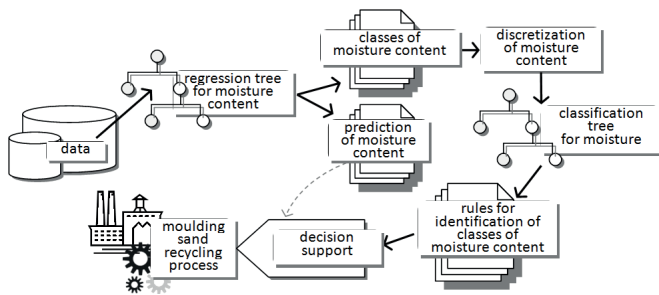 data
regression tree
for moisture
content
classes of
moisture content
prediction
of moisture
content
discretization
of moisture
content
classification
tree
for moisture
rules for
identification of
classes of
moisture content
decision
support
moulding
sand
recycling
process